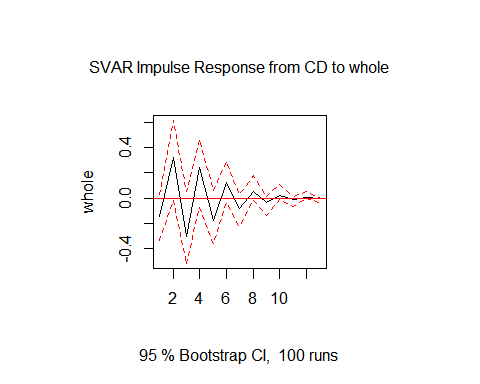 SVAR Impulse Response from CD to whole
whole
0.4
0.0
-0.4
2 4 6 8 10
95 % Bootstrap CI, 100 runs